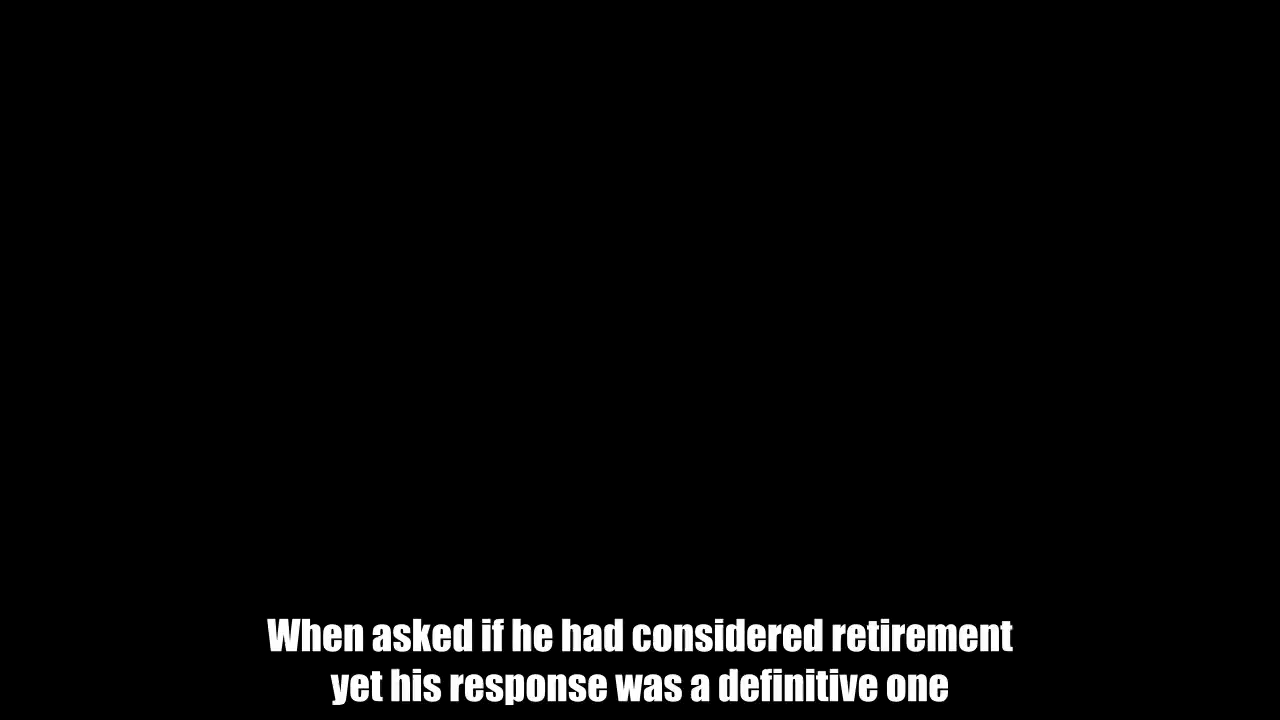 When asked if he had considered retirement
yet his response was a definitive one